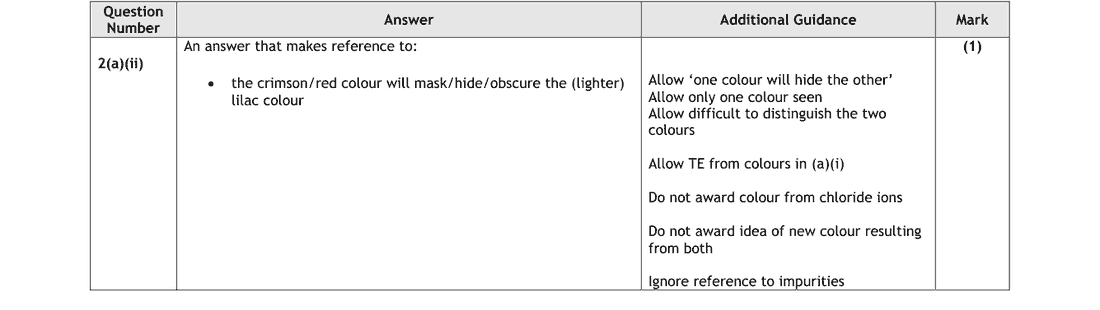 Question
Number
Answer
Additional Guidance
Mark
2(a)(ii)
An answer that makes reference to:
• the crimson/red colour will mask/hide/obscure the (lighter)
lilac colour
Allow ‘one colour will hide the other’
Allow only one colour seen
Allow difficult to distinguish the two
colours
Allow TE from colours in (a)(i)
Do not award colour from chloride ions
Do not award idea of new colour resulting
from both
Ignore reference to impurities
(1)